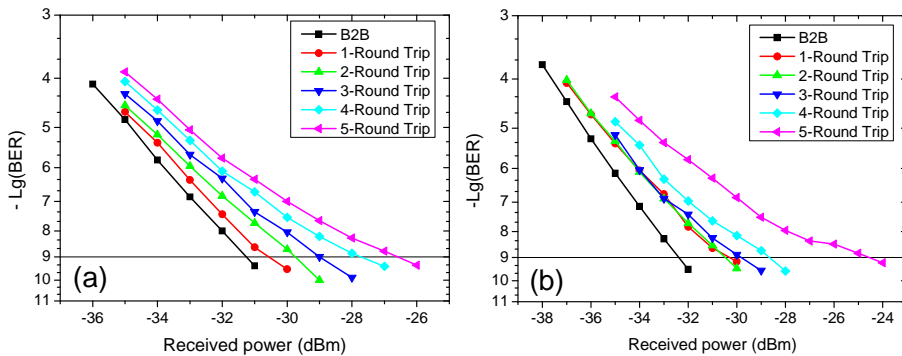 3
4
5
6
7
8
9
10
11
- Lg(BER)
B2B
1-Round Trip
2-Round Trip
3-Round Trip
4-Round Trip
5-Round Trip
(a)
-36 -34 -32 -30 -28 -26
Received power (dBm)
3
4
5
6
7
8
9
10
11
-Lg(BER)
B2B
1-Round Trip
2-Round Trip
3-Round Trip
4-Round Trip
5-Round Trip
(b)
-38 -36 -34 -32 -30 -28 -26 -24
Received power (dBm)